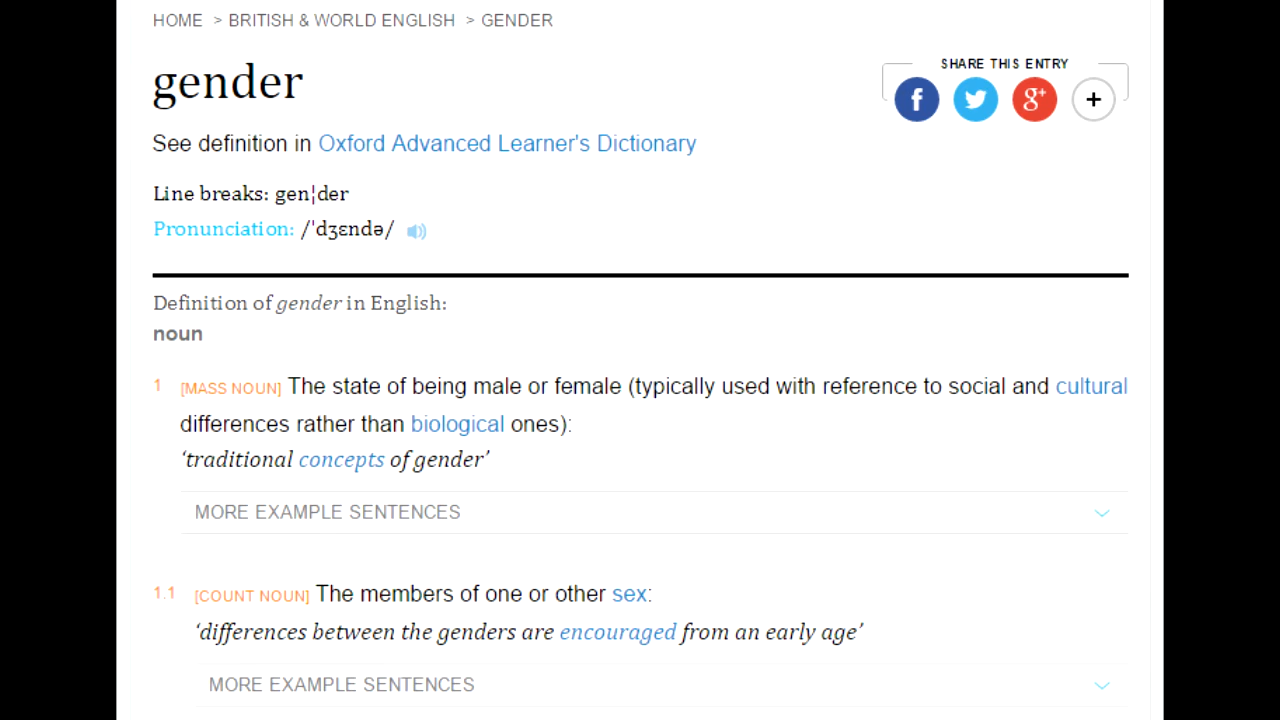 HOME > BRITISH & WORLD ENGLISH > GENDER
SHARE THIS ENTRY
gender
f g+ +
See definition in Oxford Advanced Learner's Dictionary
Line breaks: gen¦der
Pronunciation: /ˈdʒɛndə/
Definition of gender in English:
noun
1 [MASS NOUN] The state of being male or female (typically used with reference to social and cultural
differences rather than biological ones):
‘traditional concepts of gender’
MORE EXAMPLE SENTENCES
1.1 [COUNT NOUN] The members of one or other sex:
‘differences between the genders are encouraged from an early age’
MORE EXAMPLE SENTENCES